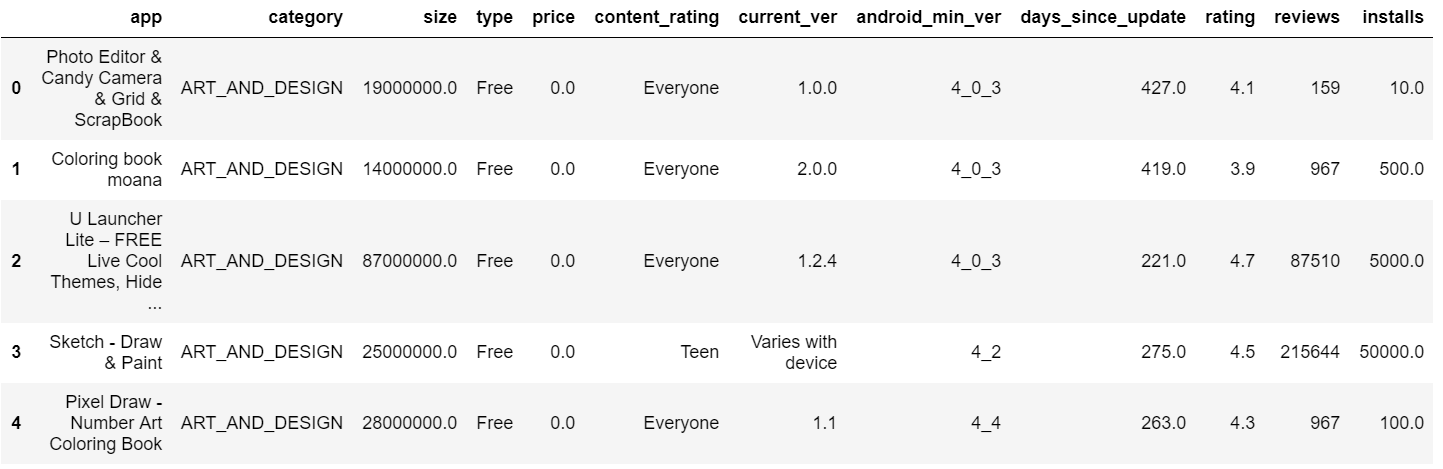 app category size type price content_rating current_ver android_min_ver days_since_update rating reviews installs
Photo Editor &
Candy Camera
0 & Grid & ART_AND_DESIGN 19000000.0 Free 0.0 Everyone 1.0.0 4_0_3 427.0 4.1 159 10.0
ScrapBook
Coloring book
1 moana ART_AND_DESIGN 14000000.0 Free 0.0 Everyone 2.0.0 4_0_3 419.0 3.9 967 500.0
U Launcher
Lite – FREE
2 Live Cool ART_AND_DESIGN 87000000.0 Free 0.0 Everyone 1.2.4 4_0_3 221.0 4.7 87510 5000.0
Themes, Hide
...
3 Sketch - Draw ART_AND_DESIGN 25000000.0 Free 0.0 Teen Varies with 4_2 275.0 4.5 215644 50000.0
& Paint device
Pixel Draw -
4 Number Art ART_AND_DESIGN 28000000.0 Free 0.0 Everyone 1.1 4_4 263.0 4.3 967 100.0
Coloring Book